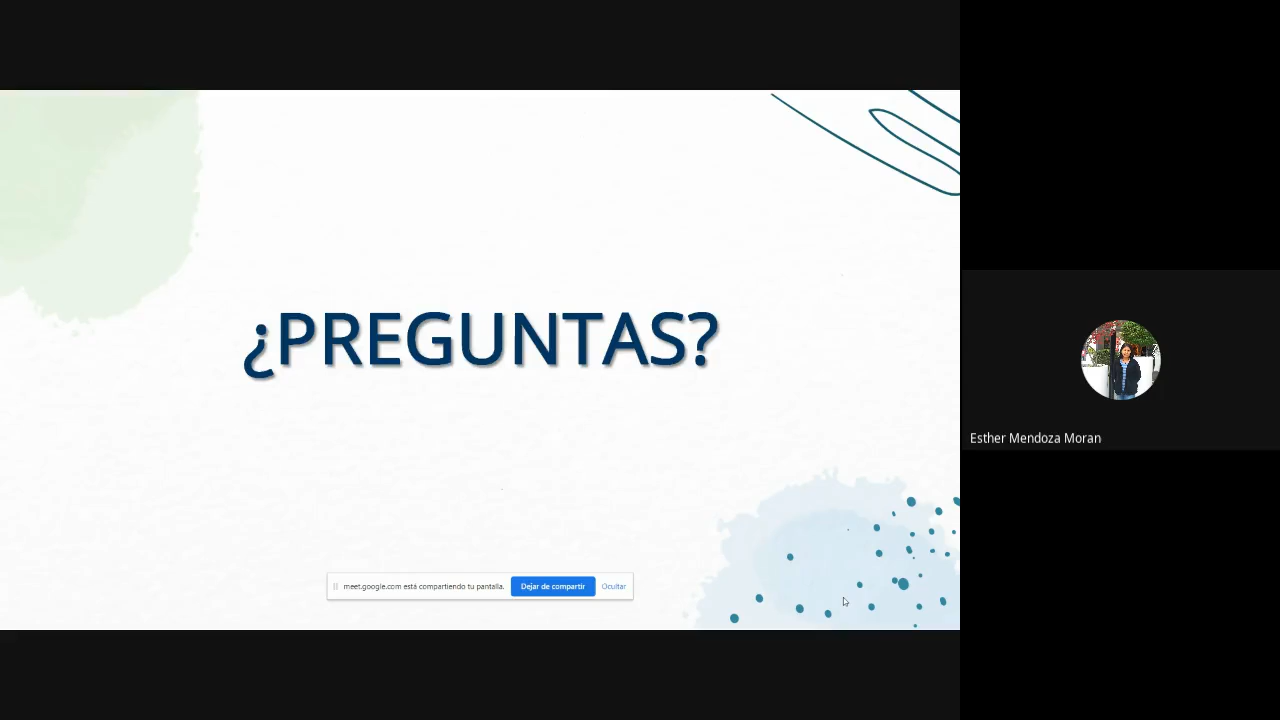 ¿PREGUNTAS?
meet.google.com está compartiendo tu pantalla. Dejar de compartir Ocultar
Esther Mendoza Moran